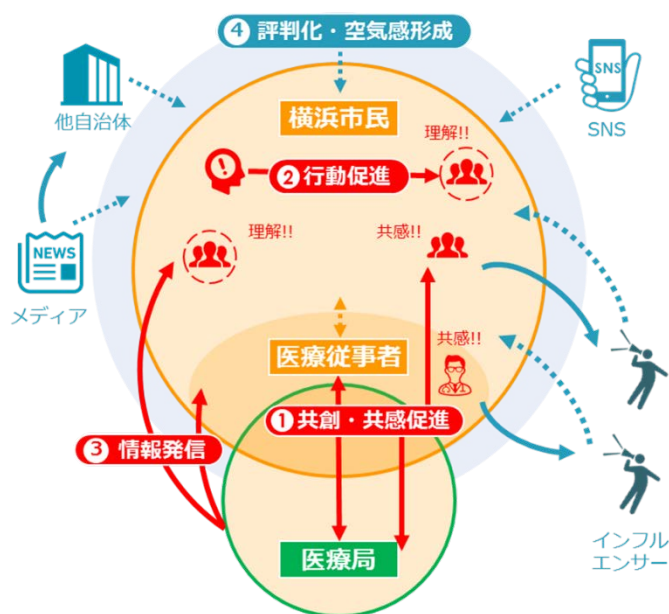 4 評判化・空気感形成
他自治体
SNS
SNS
横浜市民
理解!!
2 行動促進
理解!!
共感!!
NEWS
メディア
医療従事者
共感!!
1 共創・共感促進
3 情報発信
医療局
インフル
エンサー